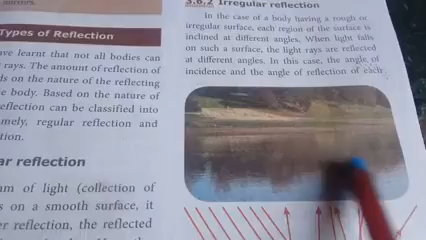 mirrors.
Types of Reflection
ave learnt that not all bodies can
rays. The amount of reflection of
ds on the nature of the reflecting
e body. Based on the nature of
eflection can be classified into
mely, regular reflection and
tion.
ar reflection
am of light (collection of
s on a smooth surface, it
er reflection, the reflected
3.6.2 Irregular reflection
In the case of a body having a rough or
irregular surface, each region of the surface is
inclined at different angles. When light falls
on such a surface, the light rays are reflected
at different angles. In this case, the angle of
incidence and the angle of reflection of each